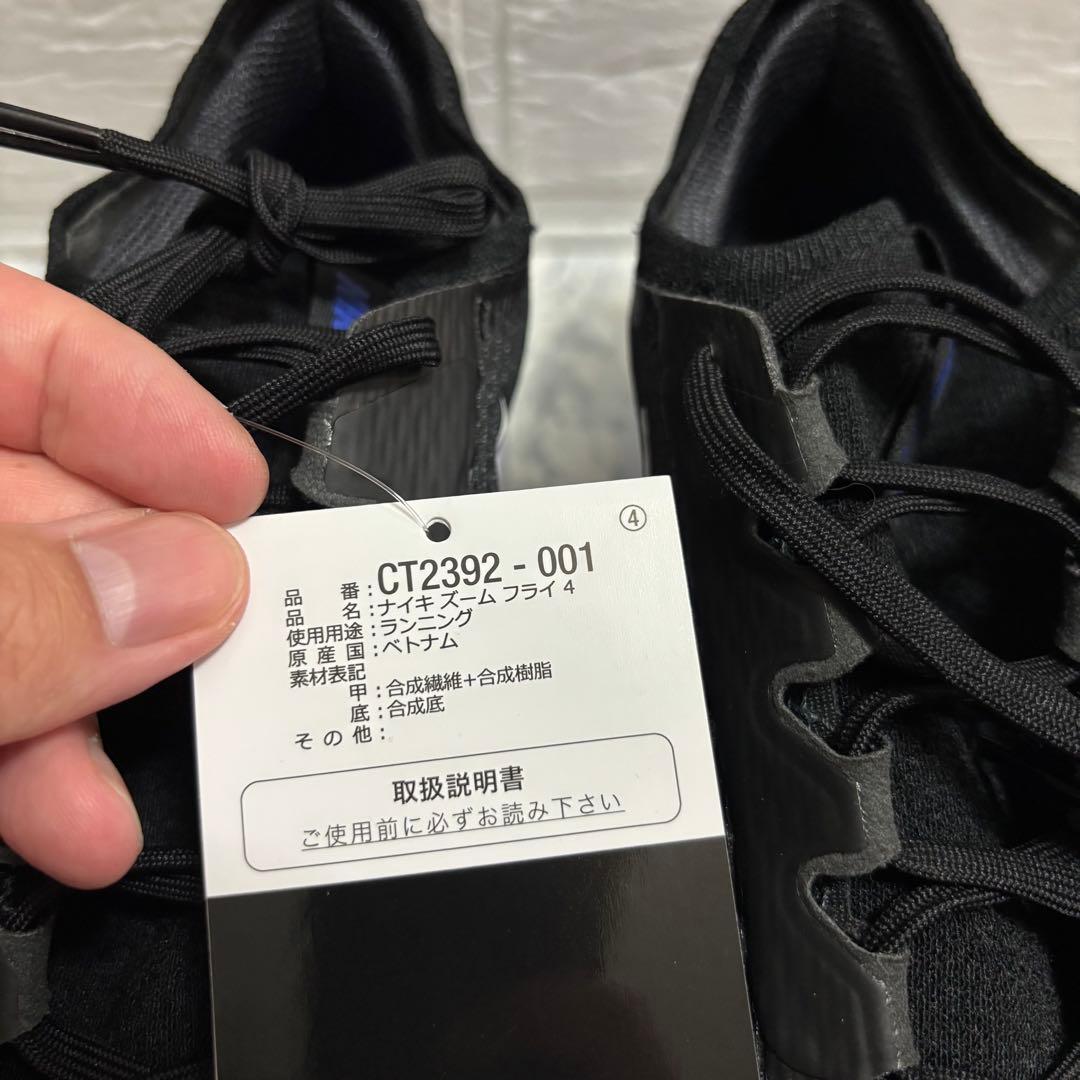 ④
品番：CT2392 - 001
品名：ナイキ ズーム フライ 4
使用用途：ランニング
原産国：ベトナム
素材表記
甲：合成繊維+合成樹脂
底：合成底
その他：
取扱説明書
ご使用前に必ずお読み下さい